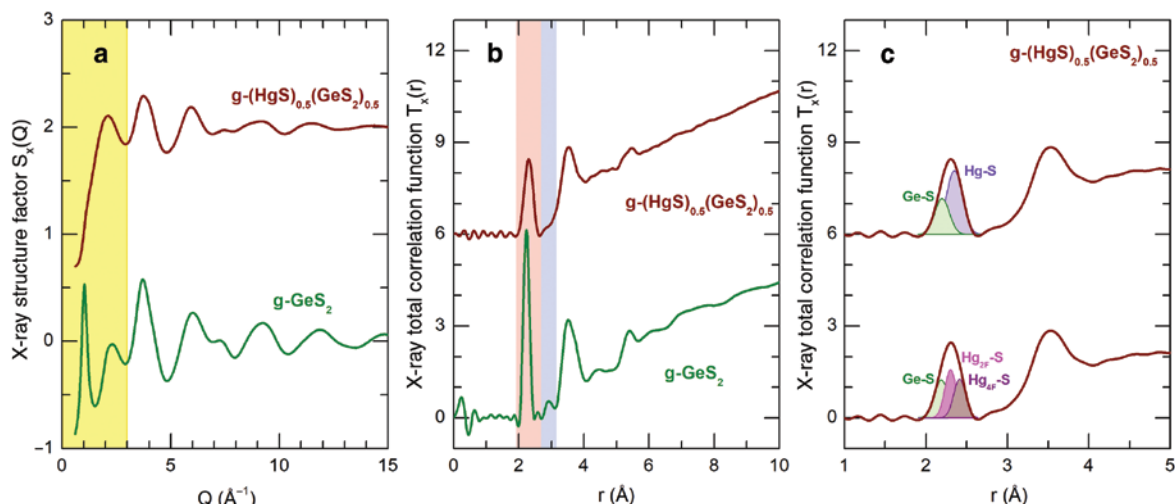 a
X-ray structure factor Sₓ(Q)
3
2
1
0
−1
g-(HgS)₀.₅(GeS₂)₀.₅
g-GeS₂
0 5 10 15
Q (Å⁻¹)
b
X-ray total correlation function Tₓ(r)
12
9
6
3
0
g-(HgS)₀.₅(GeS₂)₀.₅
g-GeS₂
0 2 4 6 8 10
r (Å)
c
g-(HgS)₀.₅(GeS₂)₀.₅
X-ray total correlation function Tₓ(r)
12
9
6
3
0
Hg-S
Ge-S
Hg₂F-S
Ge-S
Hg₄F-S
1 2 3 4 5
r (Å)